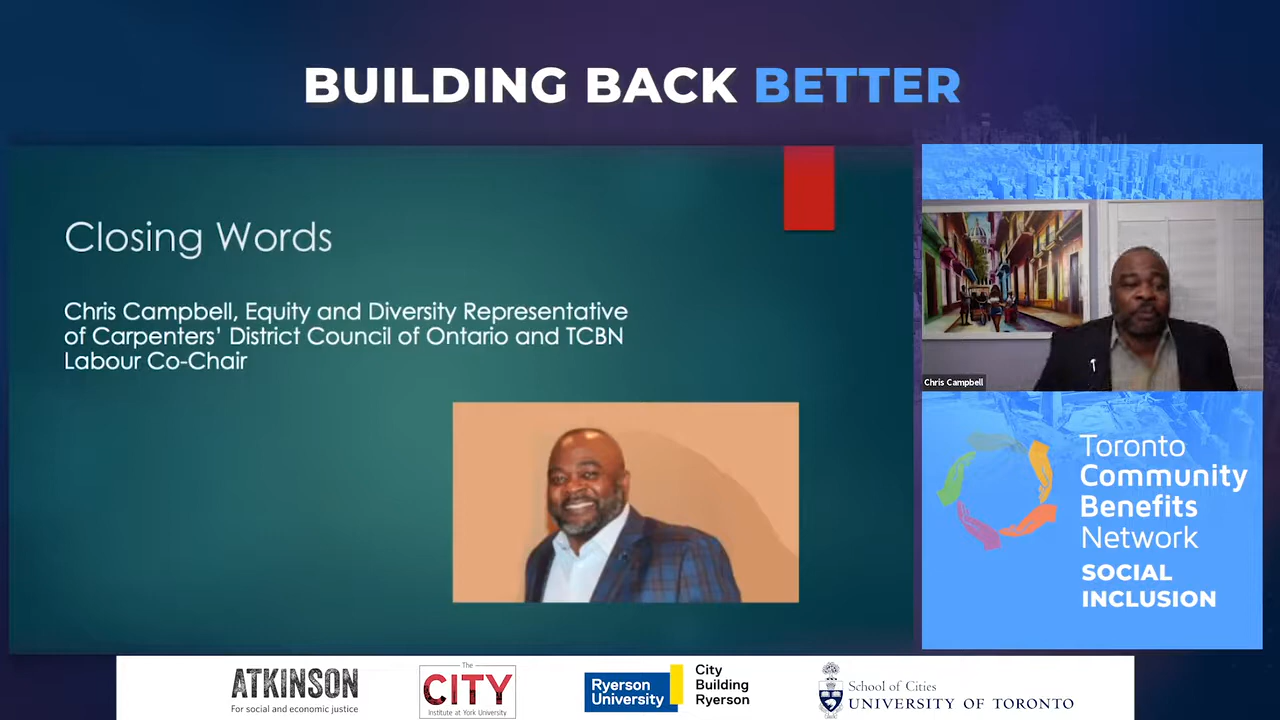 BUILDING BACK BETTER
Closing Words
Chris Campbell, Equity and Diversity Representative
of Carpenters' District Council of Ontario and TCBN
Labour Co-Chair
Chris Campbell
Toronto
Community
Benefits
Network
SOCIAL
INCLUSION
ATKINSON
For social and economic justice
The
CITY
Institute at York University
Ryerson
University
City
Building
Ryerson
School of Cities
UNIVERSITY OF TORONTO